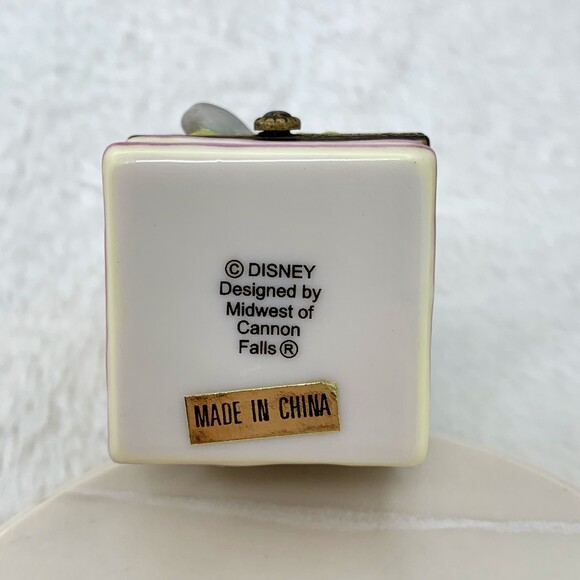 © DISNEY
Designed by
Midwest of
Cannon
Falls ®
MADE IN CHINA